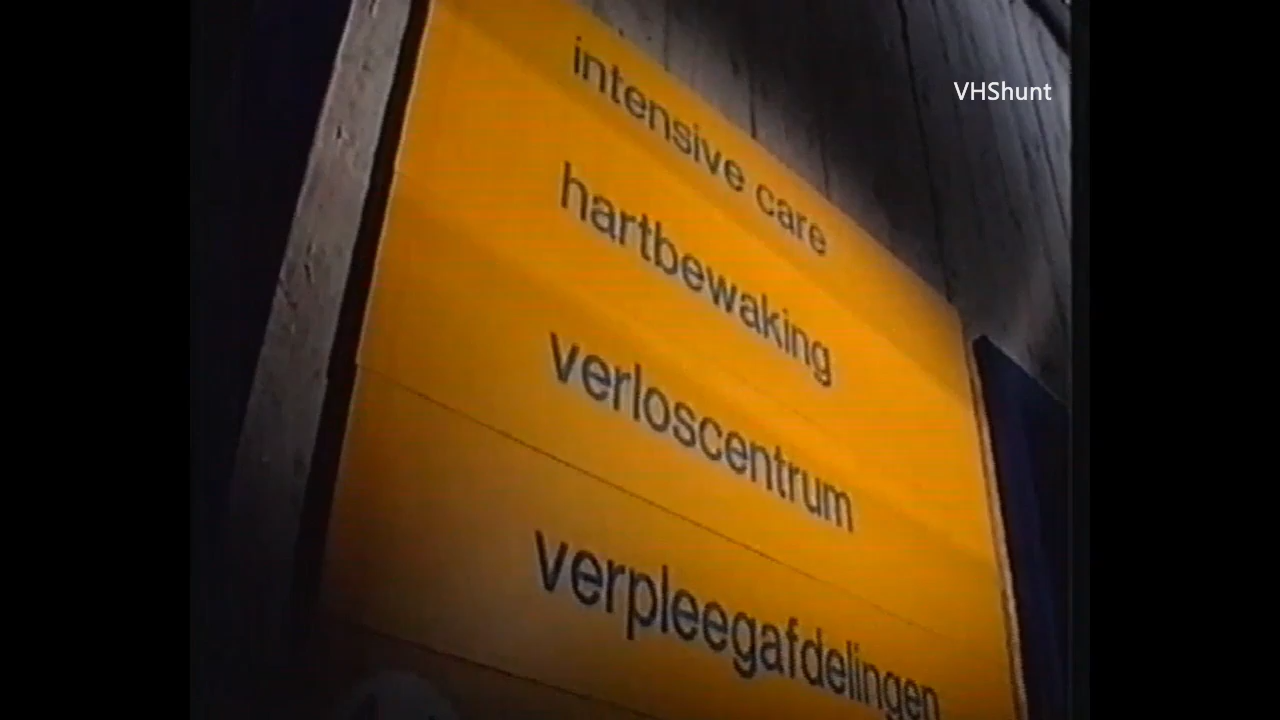 VHShunt
intensive care
hartbewaking
verloscentrum
verpleegafdelingen